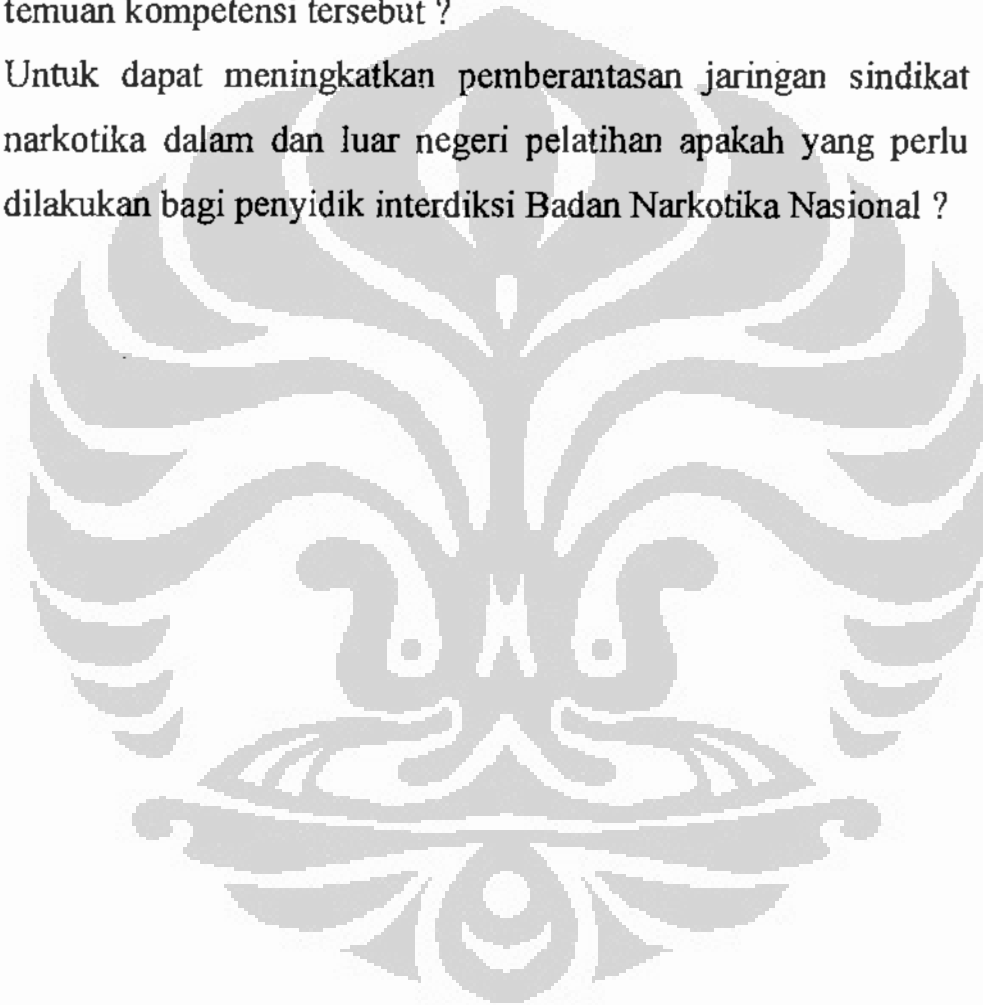 temuan kompetensi tersebut ?
Untuk dapat meningkatkan pemberantasan jaringan sindikat
narkotika dalam dan luar negeri pelatihan apakah yang perlu
dilakukan bagi penyidik interdiksi Badan Narkotika Nasional ?